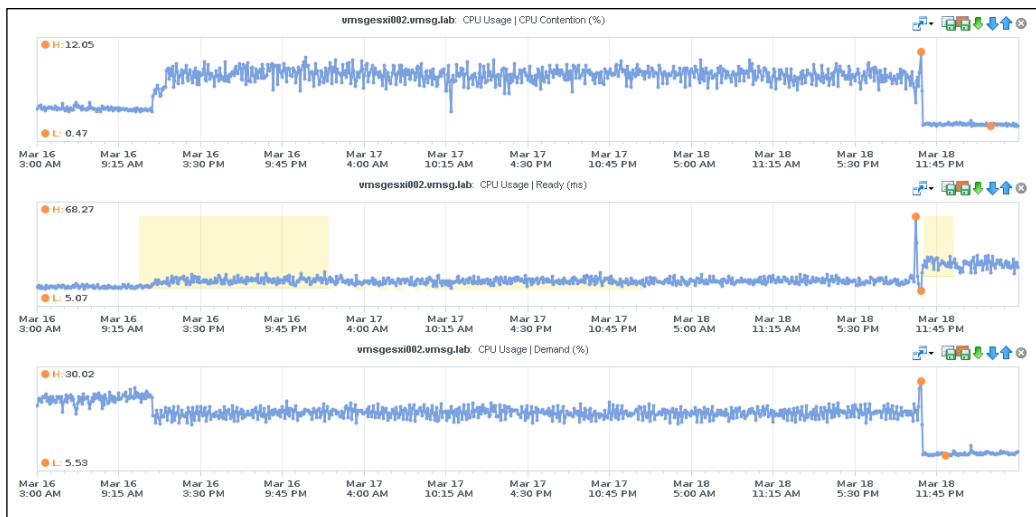 vmsgesxi002.vmsg.lab: CPU Usage | CPU Contention (%)
H: 12.05
L: 0.47
Mar 16 Mar 16 Mar 16 Mar 16 Mar 17 Mar 17 Mar 17 Mar 17 Mar 18 Mar 18 Mar 18 Mar 18
3:00 AM 9:15 AM 3:30 PM 9:45 PM 4:00 AM 10:15 AM 4:30 PM 10:45 PM 5:00 AM 11:15 AM 5:30 PM 11:45 PM
vmsgesxi002.vmsg.lab: CPU Usage | Ready (ms)
H: 68.27
L: 5.07
Mar 16 Mar 16 Mar 16 Mar 16 Mar 17 Mar 17 Mar 17 Mar 17 Mar 18 Mar 18 Mar 18 Mar 18
3:00 AM 9:15 AM 3:30 PM 9:45 PM 4:00 AM 10:15 AM 4:30 PM 10:45 PM 5:00 AM 11:15 AM 5:30 PM 11:45 PM
vmsgesxi002.vmsg.lab: CPU Usage | Demand (%)
H: 30.02
L: 5.53
Mar 16 Mar 16 Mar 16 Mar 16 Mar 17 Mar 17 Mar 17 Mar 17 Mar 18 Mar 18 Mar 18 Mar 18
3:00 AM 9:15 AM 3:30 PM 9:45 PM 4:00 AM 10:15 AM 4:30 PM 10:45 PM 5:00 AM 11:15 AM 5:30 PM 11:45 PM